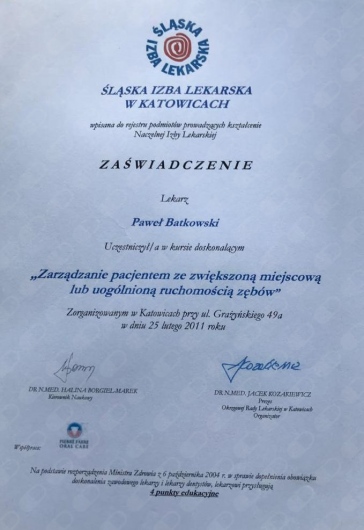 ŚLĄSKA
IZBA LEKARSKA
ŚLĄSKA IZBA LEKARSKA
W KATOWICACH
wpisana do rejestru podmiotów prowadzących kształcenie
Naczelnej Izby Lekarskiej
ZAŚWIADCZENIE
Lekarz
Paweł Batkowski
Uczestniczył/a w kursie doskonalącym
„Zarządzanie pacjentem ze zwiększoną miejscową
lub uogólnioną ruchomością zębów”
Zorganizowanym w Katowicach przy ul. Grażyńskiego 49a
w dniu 25 lutego 2011 roku
DR N.MED. HALINA BORGIEL-MAREK
Kierownik Naukowy
DR N.MED. JACEK KOZAKIEWICZ
Prezes
Okręgowej Rady Lekarskiej w Katowicach
Organizator
Współpraca:
PIERRE FABRE
ORAL CARE
Na podstawie rozporządzenia Ministra Zdrowia z 6 października 2004 r. w sprawie dopełnienia obowiązku
doskonalenia zawodowego lekarzy i lekarzy dentystów, lekarzowi przysługują
4 punkty edukacyjne